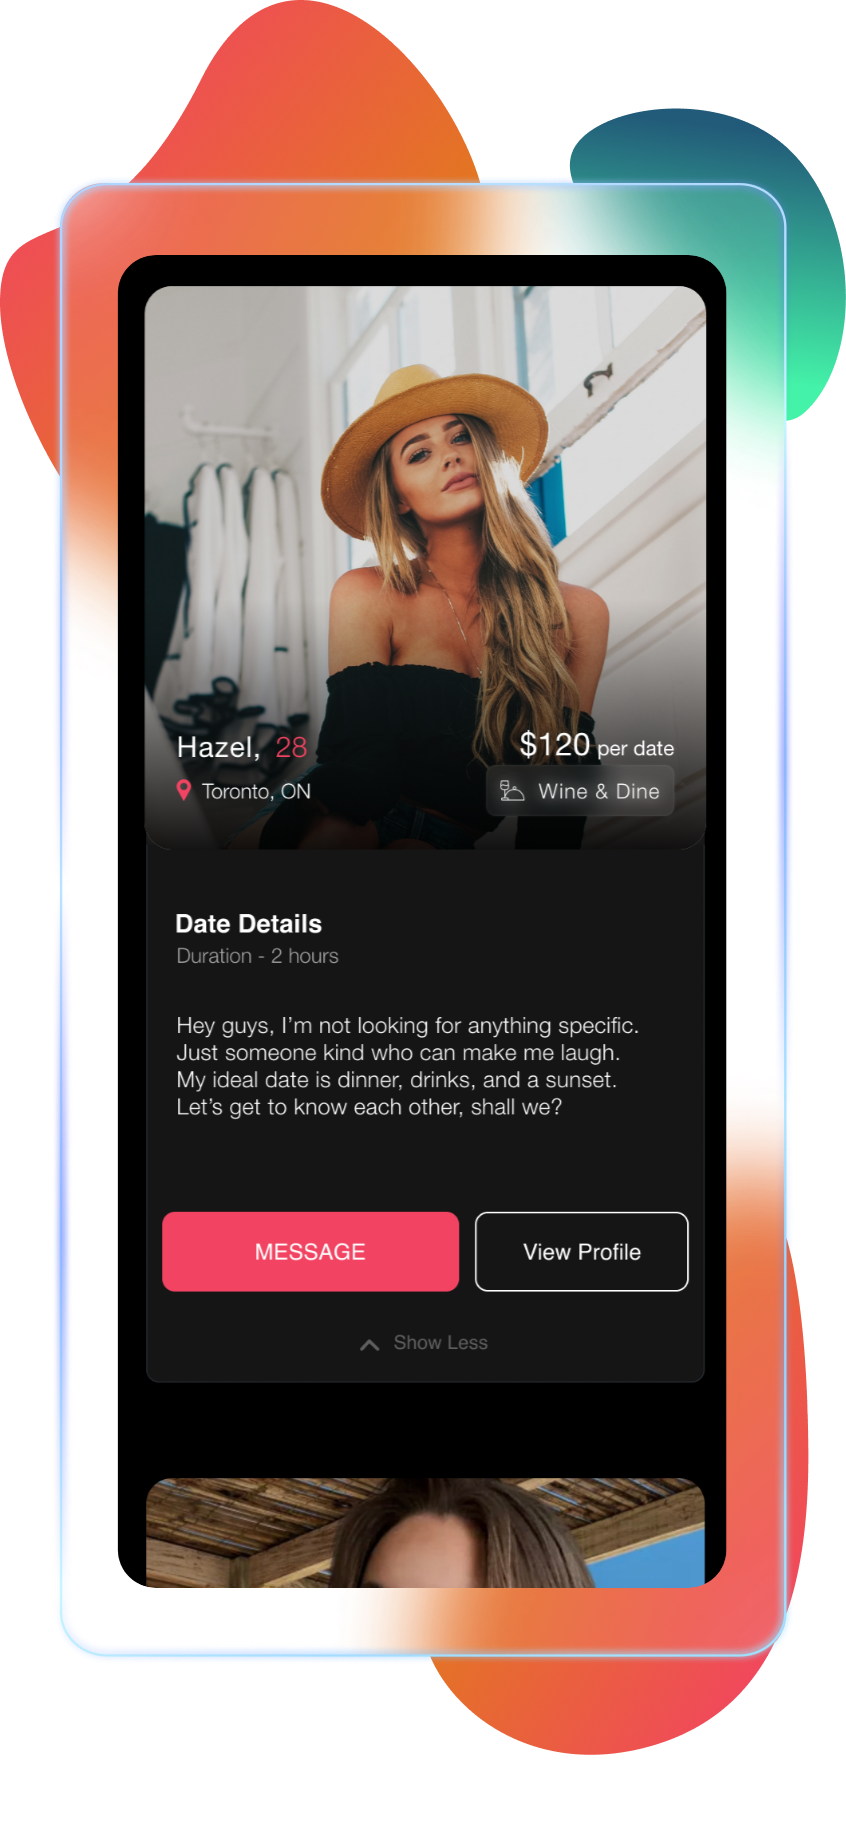 Hazel, 28
$120 per date
Toronto, ON
Wine & Dine
Date Details
Duration - 2 hours
Hey guys, I’m not looking for anything specific.
Just someone kind who can make me laugh.
My ideal date is dinner, drinks, and a sunset.
Let’s get to know each other, shall we?
MESSAGE
View Profile
Show Less